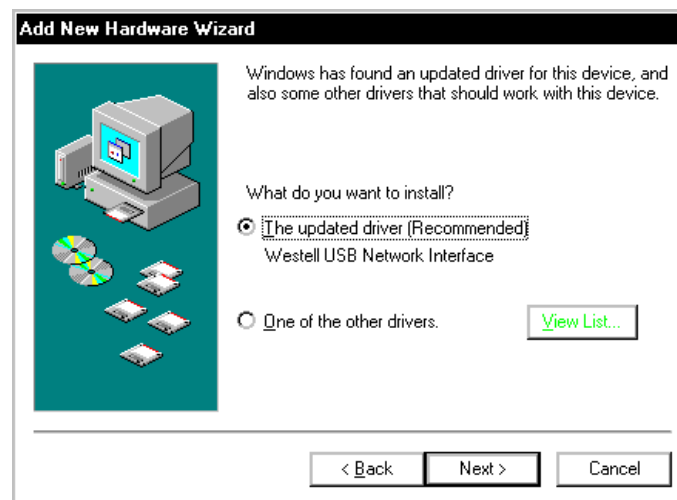 Add New Hardware Wizard
Windows has found an updated driver for this device, and
also some other drivers that should work with this device.
What do you want to install?
The updated driver (Recommended)
Westell USB Network Interface
One of the other drivers.
View List...
< Back
Next >
Cancel